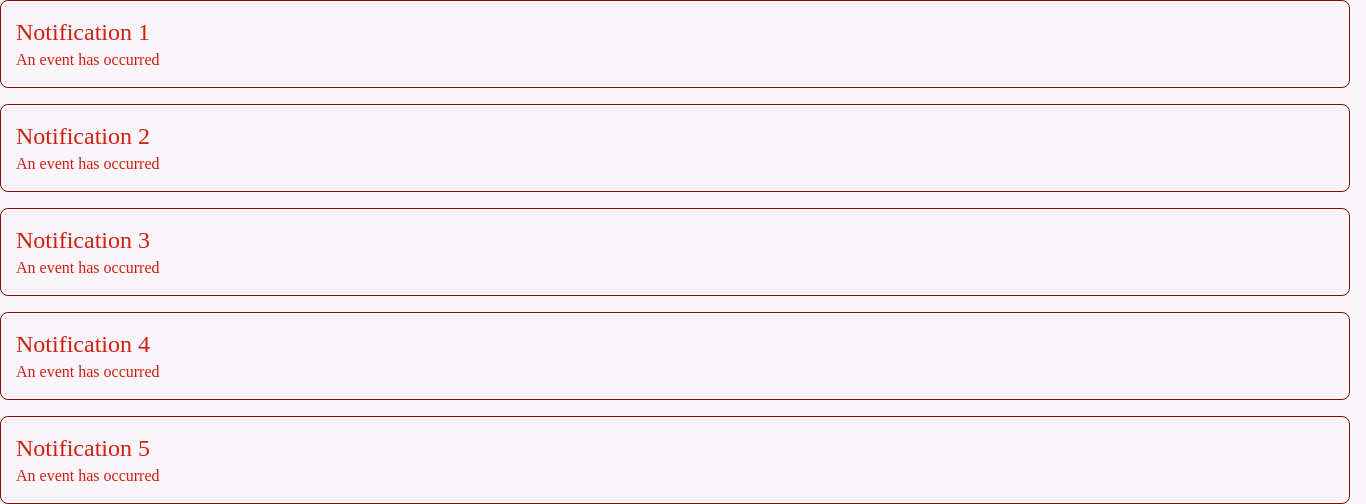 Notification 1
An event has occurred
Notification 2
An event has occurred
Notification 3
An event has occurred
Notification 4
An event has occurred
Notification 5
An event has occurred